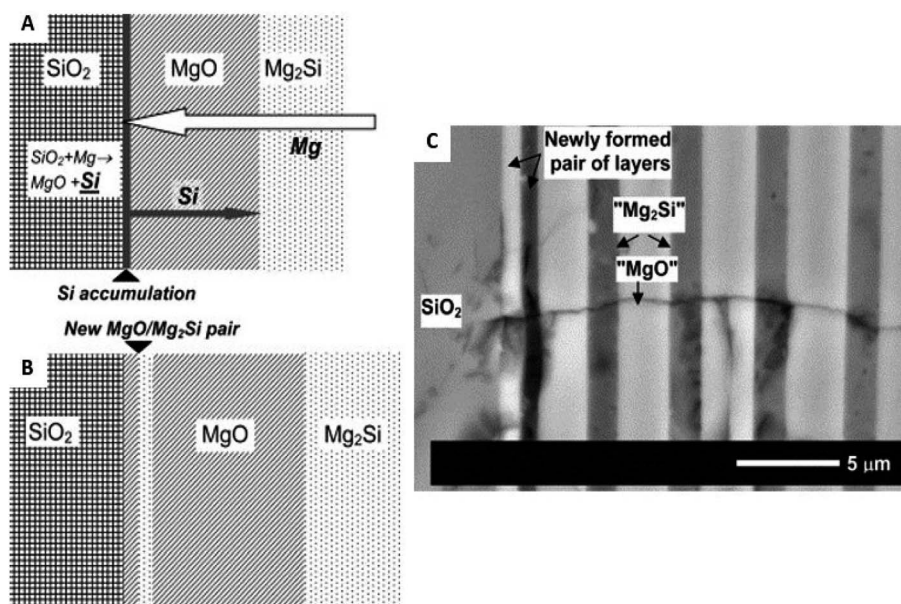 A
SiO₂
MgO
Mg₂Si
Mg
SiO₂+Mg→
MgO +Si
Si
Si accumulation
New MgO/Mg₂Si pair
B
SiO₂
MgO
Mg₂Si
C
Newly formed
pair of layers
"Mg₂Si"
"MgO"
SiO₂
5 μm